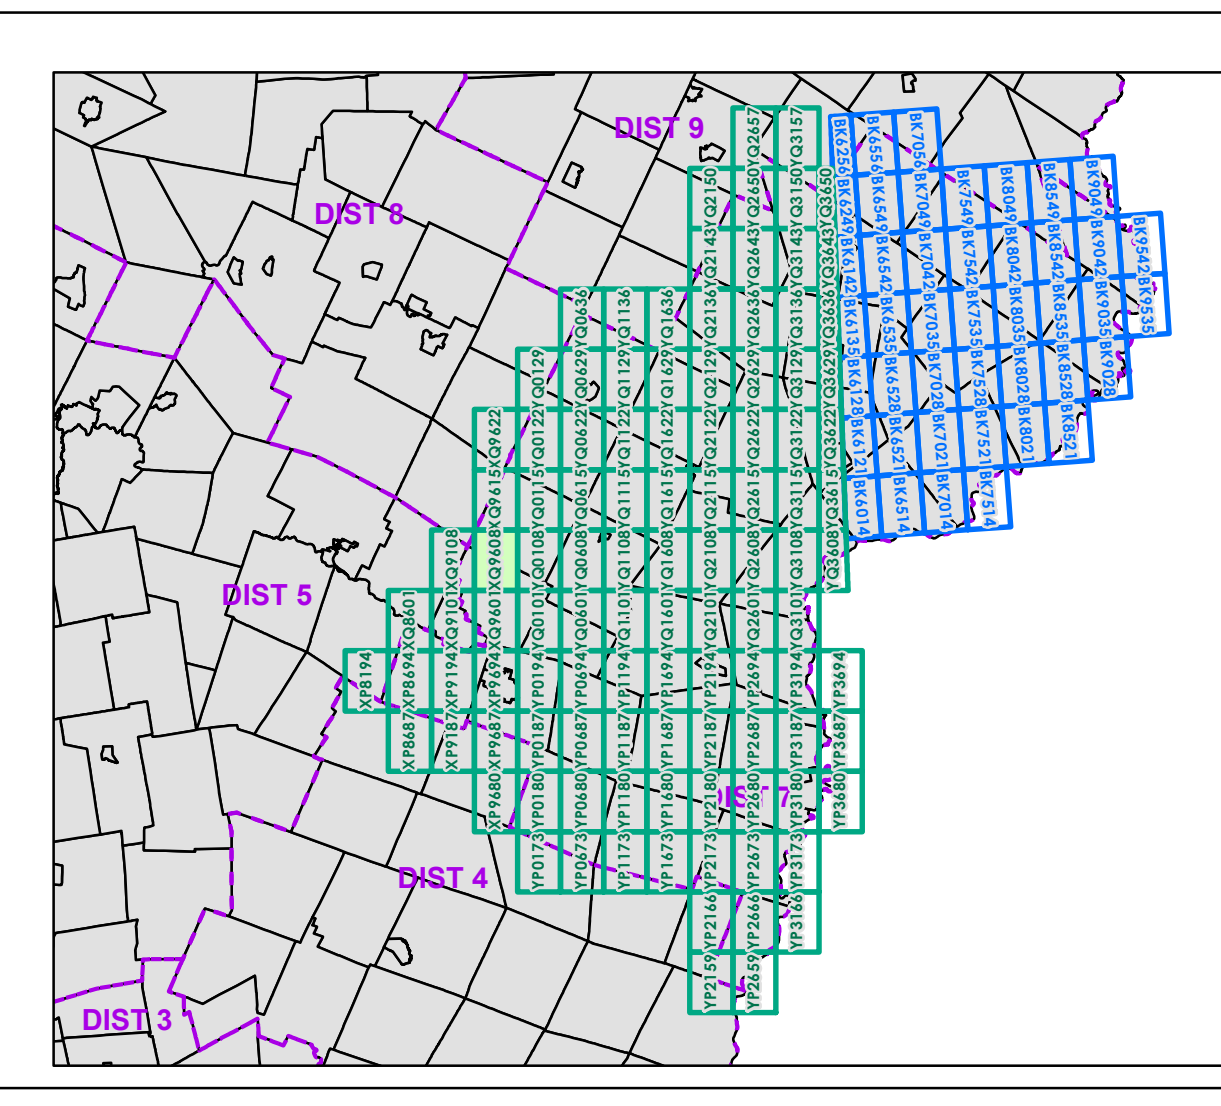 DIST 9
YQ2657 YQ3157
BK6256 BK6556 BK7056
DIST 8
YQ2150 YQ2650 YQ3150 YQ3650
BK6249 BK6549 BK7049 BK7549 BK8049 BK8549 BK9049
YQ2143 YQ2643 YQ3143 YQ3643
BK6142 BK6542 BK7042 BK7542 BK8042 BK8542 BK9042 BK9542
YQ0636 YQ1136 YQ1636 YQ2136 YQ2636 YQ3136 YQ3636
BK6135 BK6535 BK7035 BK7535 BK8035 BK8535 BK9035 BK9535
YQ0129 YQ0629 YQ1129 YQ1629 YQ2129 YQ2629 YQ3129 YQ3629
BK6128 BK6528 BK7028 BK7528 BK8028 BK8528 BK9028
XQ9622 YQ0122 YQ0622 YQ1122 YQ1622 YQ2122 YQ2622 YQ3122 YQ3622
BK6121 BK6521 BK7021 BK7521 BK8021 BK8521
XQ9615 YQ0115 YQ0615 YQ1115 YQ1615 YQ2115 YQ2615 YQ3115 YQ3615
BK6014 BK6514 BK7014 BK7514
XQ9108 XQ9608 YQ0108 YQ0608 YQ1108 YQ1608 YQ2108 YQ2608 YQ3108 YQ3608
DIST 5
XQ8601 XQ9101 XQ9601 YQ0101 YQ0601 YQ1101 YQ1601 YQ2101 YQ2601 YQ3101
XP8194 XP8694 XP9194 XP9694 YP0194 YP0694 YP1194 YP1694 YP2194 YP2694 YP3194 YP3694
XP8687 XP9187 XP9687 YP0187 YP0687 YP1187 YP1687 YP2187 YP2687 YP3187 YP3687
XP9680 YP0180 YP0680 YP1180 YP1680 YP2180 YP2680 YP3180 YP3680
DIST 7
YP0173 YP0673 YP1173 YP1673 YP2173 YP2673 YP3173
DIST 4
YP2166 YP2666 YP3166
YP2159 YP2659
DIST 3